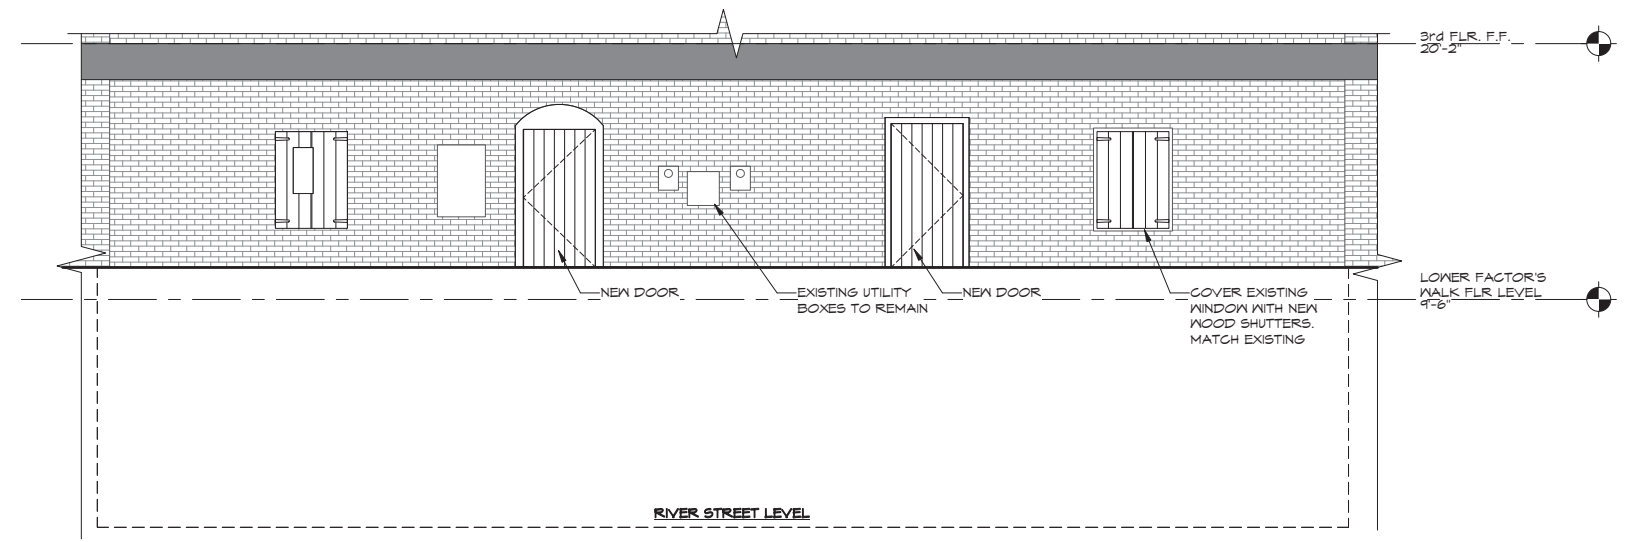 3rd FLR. F.F.
20'-2"
LOWER FACTOR'S
WALK FLR LEVEL
9'-6"
NEW DOOR
EXISTING UTILITY
BOXES TO REMAIN
NEW DOOR
COVER EXISTING
WINDOW WITH NEW
WOOD SHUTTERS.
MATCH EXISTING
RIVER STREET LEVEL